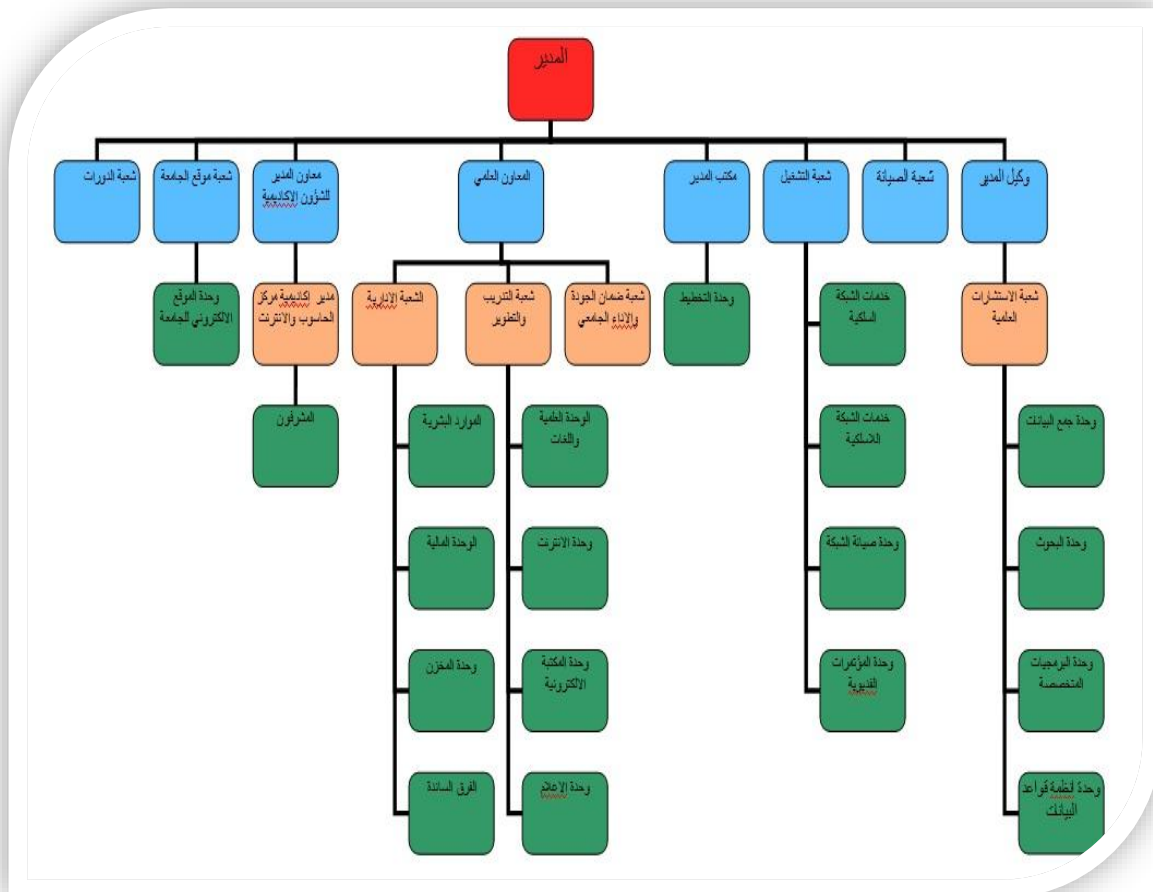 المدير
وكيل المدير
شعبة الصيانة
شعبة التشغيل
مكتب المدير
المعاون العلمي
معاون المدير
للشؤون الاكاديمية
شعبة موقع الجامعة
شعبة الدورات
شعبة الاستشارات
العلمية
خدمات الشبكة
السلكية
وحدة التخطيط
شعبة ضمان الجودة
والاداء الجامعي
شعبة التدريب
والتطوير
الشعبة الإدارية
مدير إكاديمية مركز
الحاسوب والانترنت
وحدة الموقع
الالكتروني للجامعة
وحدة جمع البيانات
خدمات الشبكة
اللاسلكية
الوحدة العلمية
واللغات
الموارد البشرية
المشرفون
وحدة البحوث
وحدة صيانة الشبكة
وحدة الانترنت
الوحدة المالية
وحدة البرمجيات
المتخصصة
وحدة المؤتمرات
الفديوية
وحدة المكتبة
الالكترونية
وحدة المخزن
وحدة أنظمة قواعد
البيانات
وحدة الإعلام
الفرق الساندة